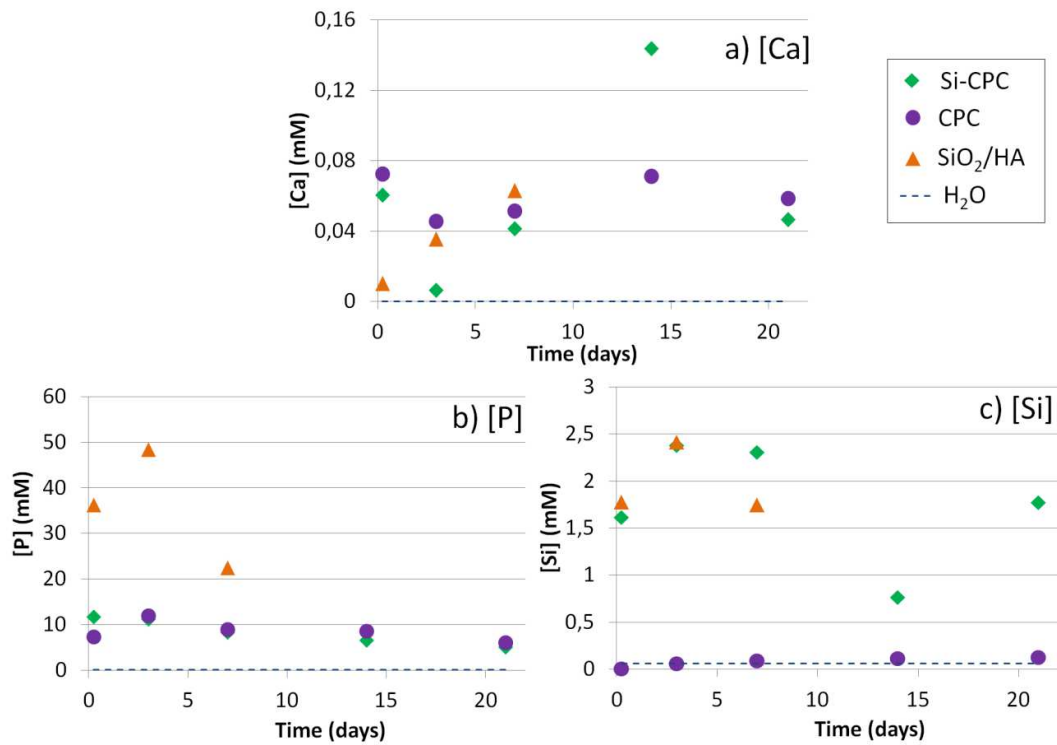 a) [Ca]
0,16
0,12
0,08
0,04
0
[Ca] (mM)
0 5 10 15 20
Time (days)
Si-CPC
CPC
SiO₂/HA
H₂O
b) [P]
60
50
40
30
20
10
0
[P] (mM)
0 5 10 15 20
Time (days)
c) [Si]
3
2,5
2
1,5
1
0,5
0
[Si] (mM)
0 5 10 15 20
Time (days)